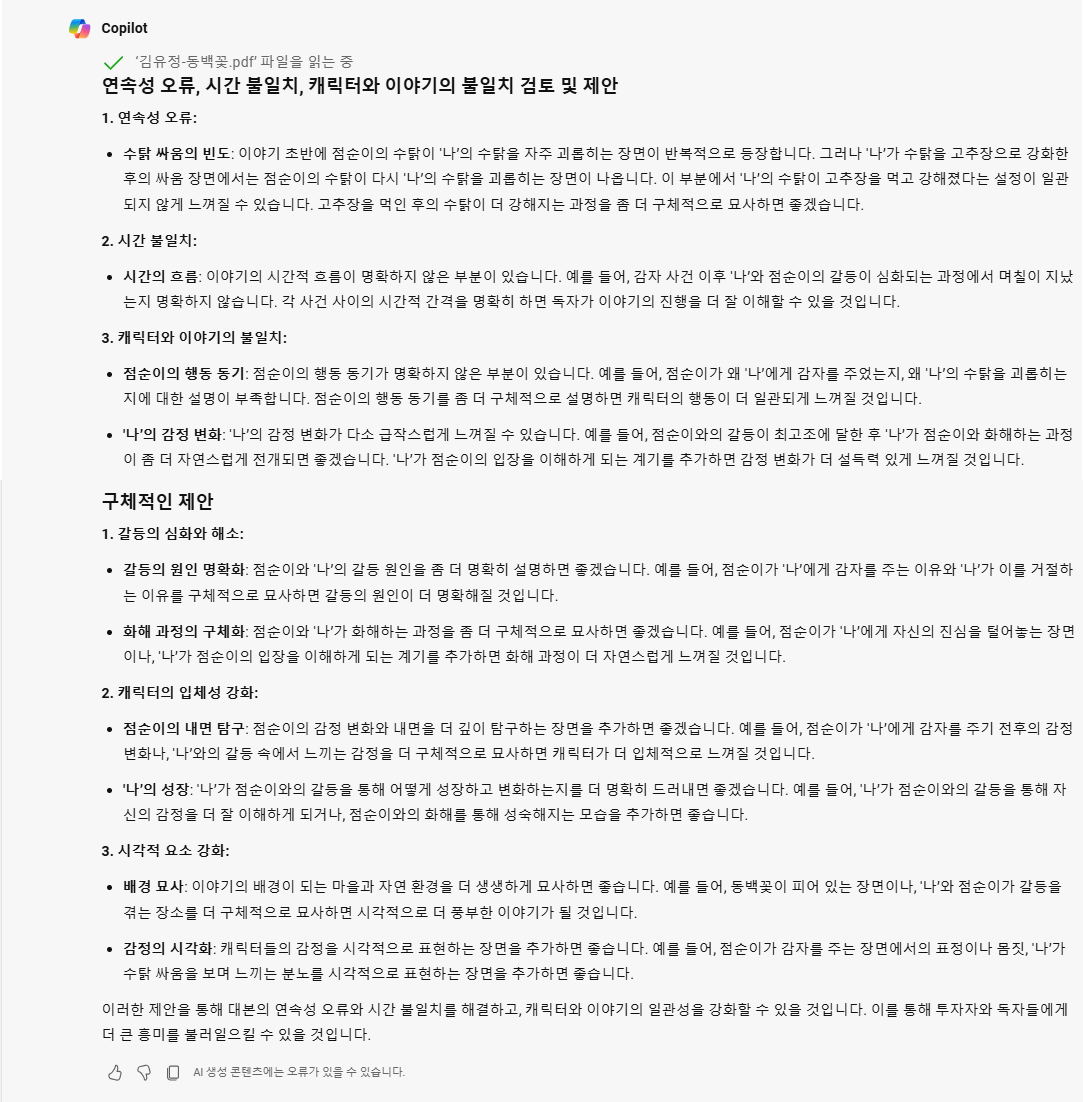 Copilot
'김유정-동백꽃.pdf' 파일을 읽는 중
연속성 오류, 시간 불일치, 캐릭터와 이야기의 불일치 검토 및 제안
1. 연속성 오류:
• 수탉 싸움의 빈도: 이야기 초반에 점순이의 수탉이 '나'의 수탉을 자주 괴롭히는 장면이 반복적으로 등장합니다. 그러나 '나'가 수탉을 고추장으로 강화한
후의 싸움 장면에서는 점순이의 수탉이 다시 '나'의 수탉을 괴롭히는 장면이 나옵니다. 이 부분에서 '나'의 수탉이 고추장을 먹고 강해졌다는 설정이 일관
되지 않게 느껴질 수 있습니다. 고추장을 먹인 후의 수탉이 더 강해지는 과정을 좀 더 구체적으로 묘사하면 좋겠습니다.
2. 시간 불일치:
• 시간의 흐름: 이야기의 시간적 흐름이 명확하지 않은 부분이 있습니다. 예를 들어, 감자 사건 이후 '나'와 점순이의 갈등이 심화되는 과정에서 며칠이 지났
는지 명확하지 않습니다. 각 사건 사이의 시간적 간격을 명확히 하면 독자가 이야기의 진행을 더 잘 이해할 수 있을 것입니다.
3. 캐릭터와 이야기의 불일치:
• 점순이의 행동 동기: 점순이의 행동 동기가 명확하지 않은 부분이 있습니다. 예를 들어, 점순이가 왜 '나'에게 감자를 주었는지, 왜 '나'의 수탉을 괴롭히는
지에 대한 설명이 부족합니다. 점순이의 행동 동기를 좀 더 구체적으로 설명하면 캐릭터의 행동이 더 일관되게 느껴질 것입니다.
• '나'의 감정 변화: '나'의 감정 변화가 다소 급작스럽게 느껴질 수 있습니다. 예를 들어, 점순이와의 갈등이 최고조에 달한 후 '나'가 점순이와 화해하는 과정
이 좀 더 자연스럽게 전개되면 좋겠습니다. '나'가 점순이의 입장을 이해하게 되는 계기를 추가하면 감정 변화가 더 설득력 있게 느껴질 것입니다.
구체적인 제안
1. 갈등의 심화와 해소:
• 갈등의 원인 명확화: 점순이와 '나'의 갈등 원인을 좀 더 명확히 설명하면 좋겠습니다. 예를 들어, 점순이가 '나'에게 감자를 주는 이유와 '나'가 이를 거절하
는 이유를 구체적으로 묘사하면 갈등의 원인이 더 명확해질 것입니다.
• 화해 과정의 구체화: 점순이와 '나'가 화해하는 과정을 좀 더 구체적으로 묘사하면 좋겠습니다. 예를 들어, 점순이가 '나'에게 자신의 진심을 털어놓는 장면
이나, '나'가 점순이의 입장을 이해하게 되는 계기를 추가하면 화해 과정이 더 자연스럽게 느껴질 것입니다.
2. 캐릭터의 입체성 강화:
• 점순이의 내면 탐구: 점순이의 감정 변화와 내면을 더 깊이 탐구하는 장면을 추가하면 좋겠습니다. 예를 들어, 점순이가 '나'에게 감자를 주기 전후의 감정
변화나, '나'와의 갈등 속에서 느끼는 감정을 더 구체적으로 묘사하면 캐릭터가 더 입체적으로 느껴질 것입니다.
• '나'의 성장: '나'가 점순이와의 갈등을 통해 어떻게 성장하고 변화하는지를 더 명확히 드러내면 좋겠습니다. 예를 들어, '나'가 점순이와의 갈등을 통해 자
신의 감정을 더 잘 이해하게 되거나, 점순이와의 화해를 통해 성숙해지는 모습을 추가하면 좋습니다.
3. 시각적 요소 강화:
• 배경 묘사: 이야기의 배경이 되는 마을과 자연 환경을 더 생생하게 묘사하면 좋습니다. 예를 들어, 동백꽃이 피어 있는 장면이나, '나'와 점순이가 갈등을
겪는 장소를 더 구체적으로 묘사하면 시각적으로 더 풍부한 이야기가 될 것입니다.
• 감정의 시각화: 캐릭터들의 감정을 시각적으로 표현하는 장면을 추가하면 좋습니다. 예를 들어, 점순이가 감자를 주는 장면에서의 표정이나 몸짓, '나'가
수탉 싸움을 보며 느끼는 분노를 시각적으로 표현하는 장면을 추가하면 좋습니다.
이러한 제안을 통해 대본의 연속성 오류와 시간 불일치를 해결하고, 캐릭터와 이야기의 일관성을 강화할 수 있을 것입니다. 이를 통해 투자자와 독자들에게
더 큰 흥미를 불러일으킬 수 있을 것입니다.
AI 생성 콘텐츠에는 오류가 있을 수 있습니다.